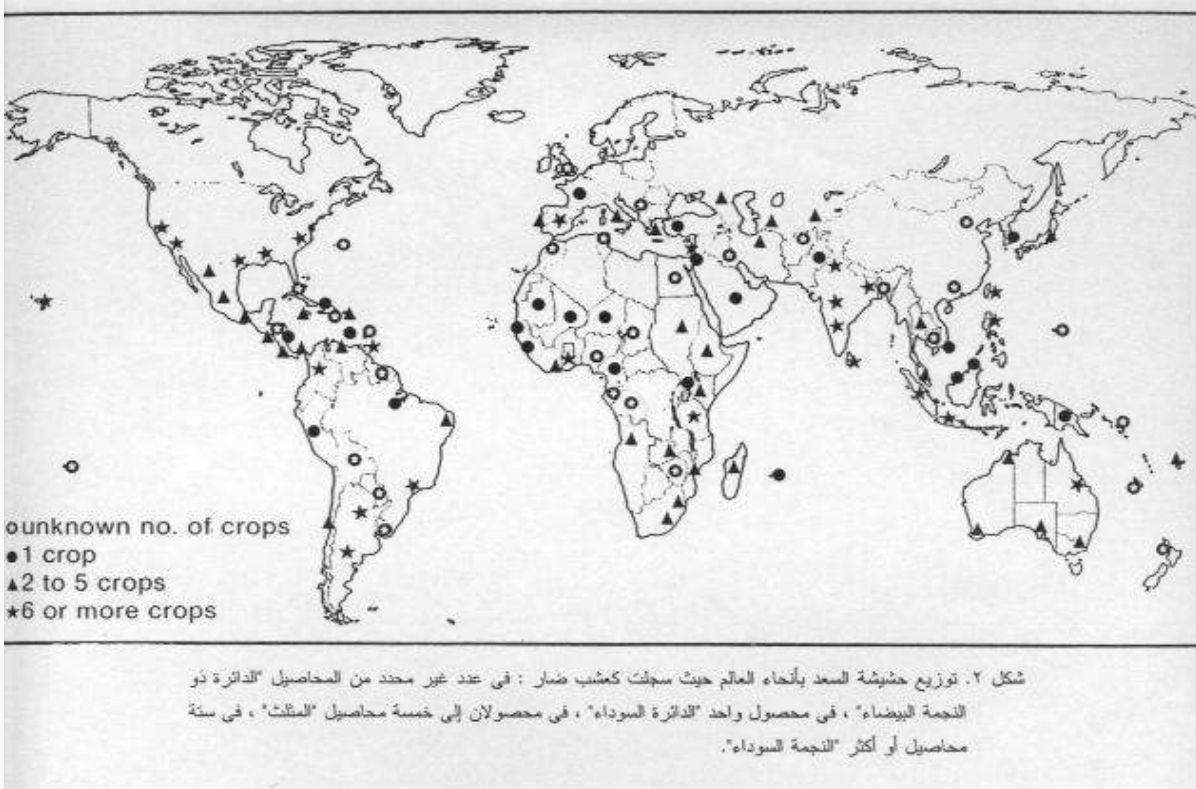 unknown no. of crops
1 crop
2 to 5 crops
6 or more crops
شكل ٢. توزيع حشيشة السعد بأنحاء العالم حيث سجلت كعشب ضار : فى عدد غير محدد من المحاصيل "الدائرة ذو
النجمة البيضاء" ، فى محصول واحد "الدائرة السوداء" ، فى محصولان إلى خمسة محاصيل "المثلث" ، فى ستة
محاصيل أو أكثر "النجمة السوداء".